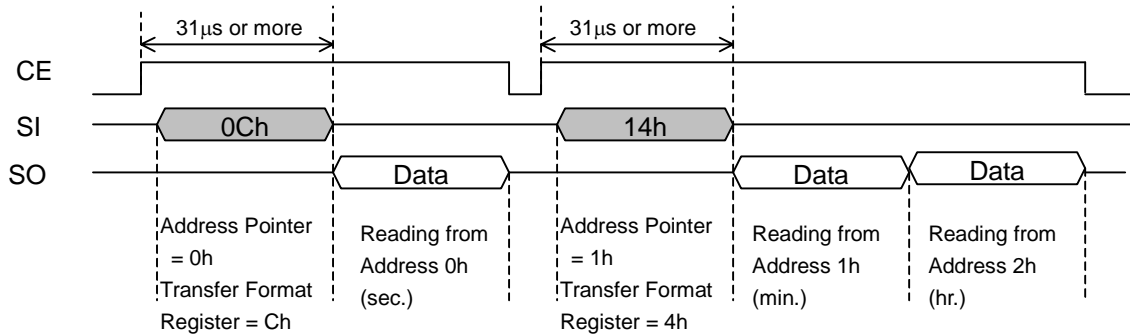 31μs or more 31μs or more
CE
SI 0Ch 14h
SO Data Data Data
Address Pointer
= 0h
Transfer Format
Register = Ch
Reading from
Address 0h
(sec.)
Address Pointer
= 1h
Transfer Format
Register = 4h
Reading from
Address 1h
(min.)
Reading from
Address 2h
(hr.)